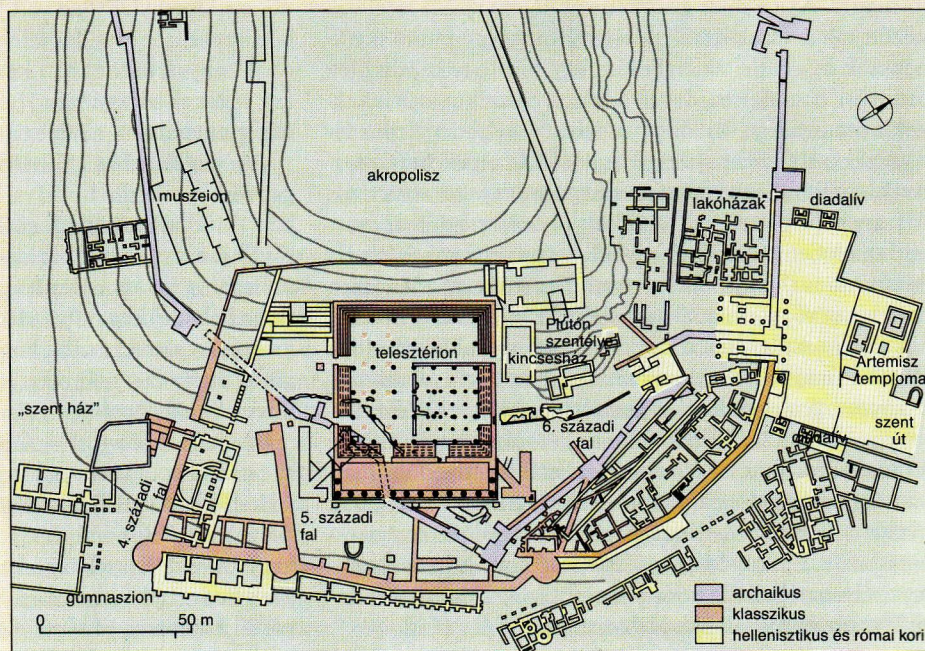 akropolisz
muszeion
lakóházak
diadalív
Plutón
szentélye
telesztérion
kincsesház
Artemisz
temploma
„szent ház”
6. századi
fal
diadalív
szent
út
4. századi
fal
5. századi
fal
gümnaszion
0 50 m
archaikus
klasszikus
hellenisztikus és római kori